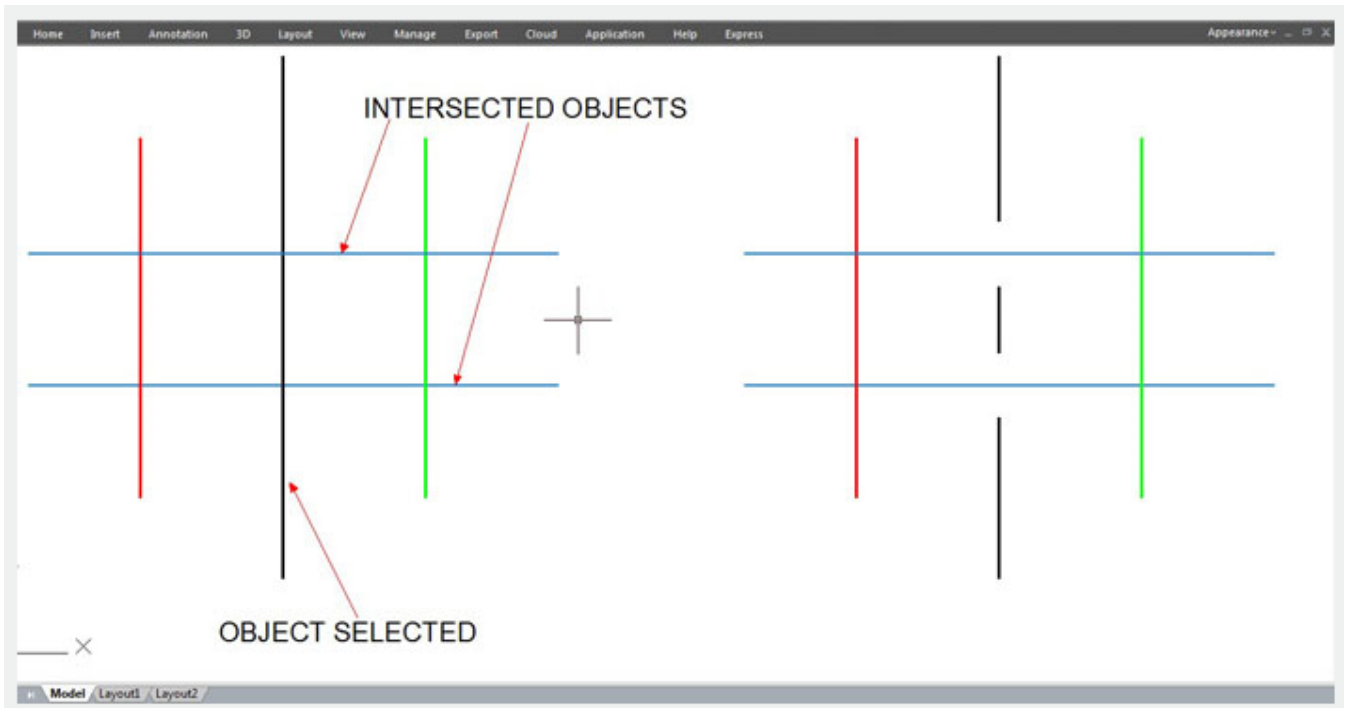 Home Insert Annotation 3D Layout View Manage Export Cloud Application Help Express Appearance
INTERSECTED OBJECTS
OBJECT SELECTED
Model Layout1 Layout2